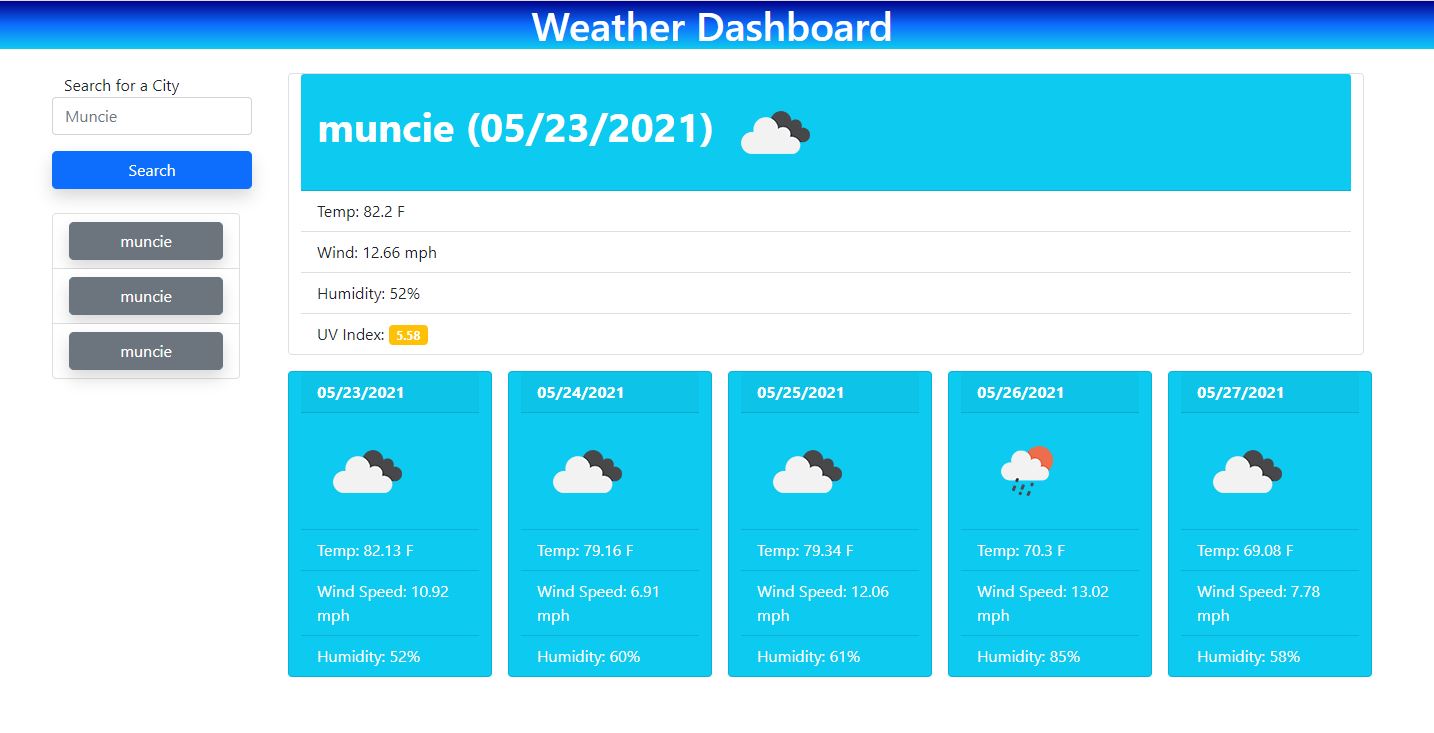 Weather Dashboard
Search for a City
Muncie
Search
muncie
muncie
muncie
muncie (05/23/2021)
Temp: 82.2 F
Wind: 12.66 mph
Humidity: 52%
UV Index: 5.58
05/23/2021
Temp: 82.13 F
Wind Speed: 10.92
mph
Humidity: 52%
05/24/2021
Temp: 79.16 F
Wind Speed: 6.91
mph
Humidity: 60%
05/25/2021
Temp: 79.34 F
Wind Speed: 12.06
mph
Humidity: 61%
05/26/2021
Temp: 70.3 F
Wind Speed: 13.02
mph
Humidity: 85%
05/27/2021
Temp: 69.08 F
Wind Speed: 7.78
mph
Humidity: 58%